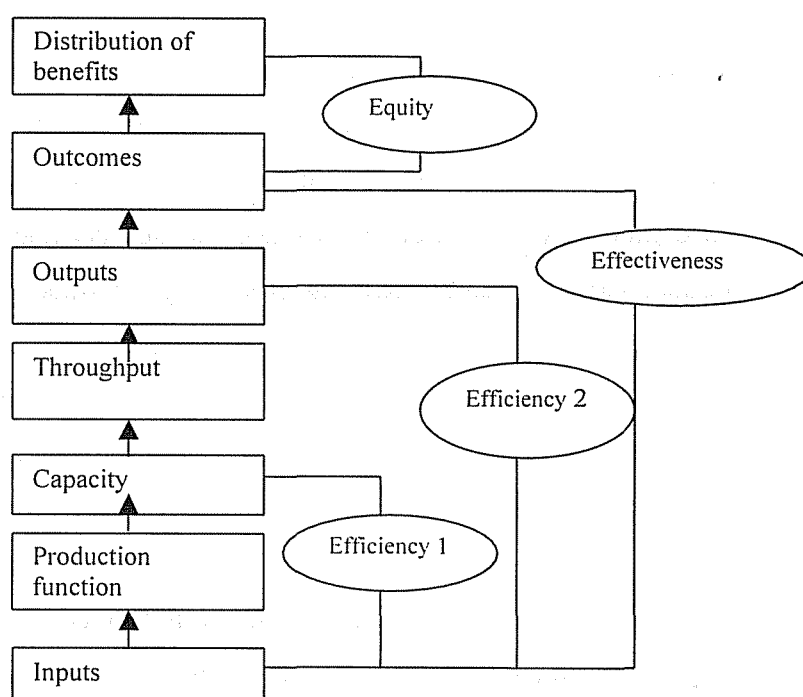 Distribution of
benefits
Equity
Outcomes
Effectiveness
Outputs
Throughput
Efficiency 2
Capacity
Efficiency 1
Production
function
Inputs